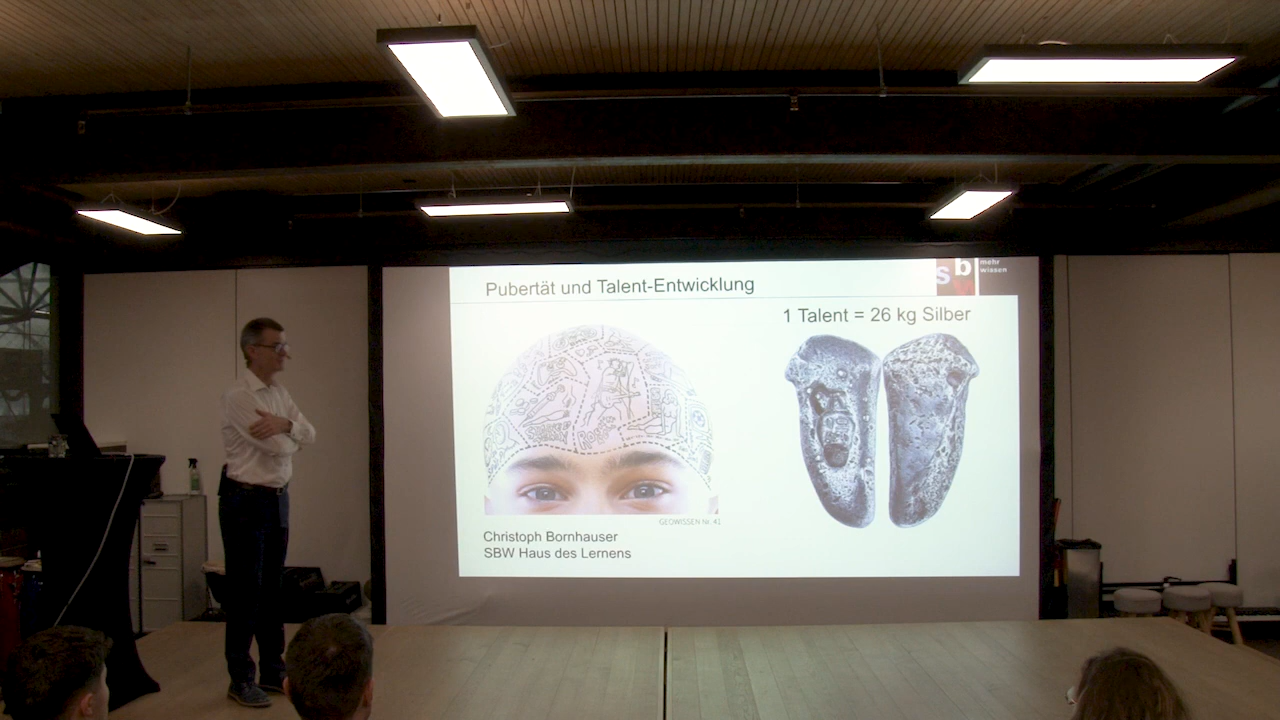 Pubertät und Talent-Entwicklung
sb
mehr
wissen
1 Talent = 26 kg Silber
GEOWISSEN Nr. 41
Christoph Bornhauser
SBW Haus des Lernens